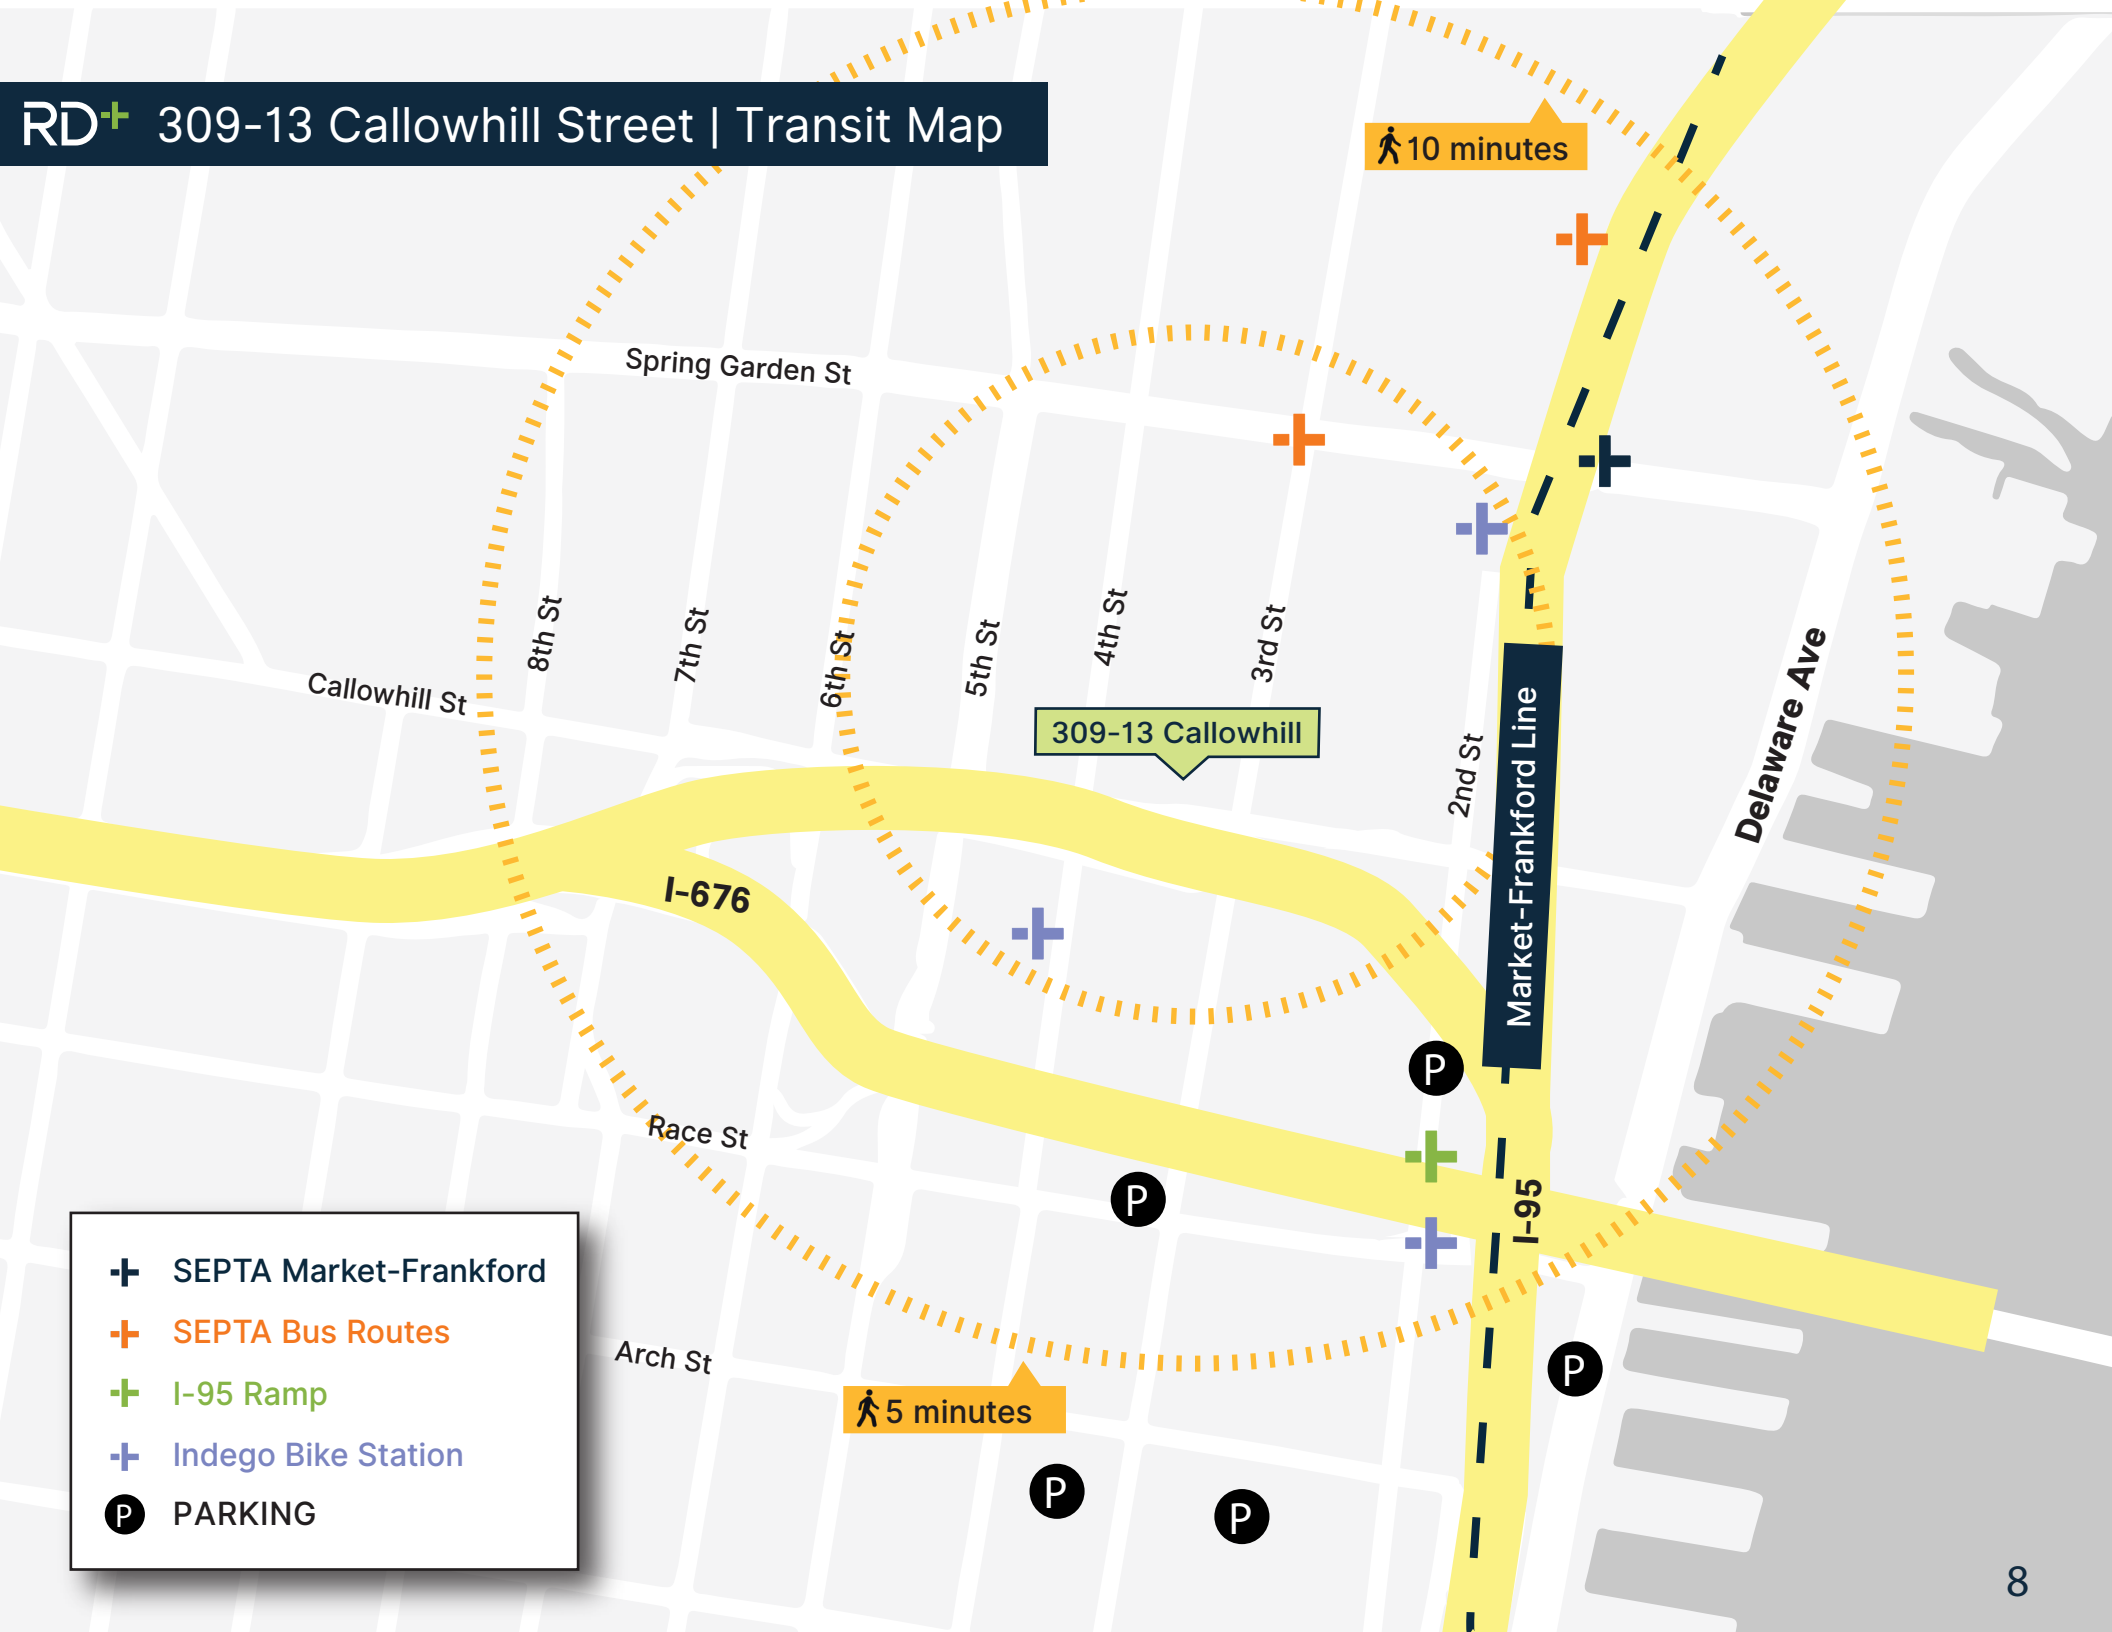 RD+ 309-13 Callowhill Street | Transit Map
10 minutes
Spring Garden St
8th St
7th St
6th St
5th St
4th St
3rd St
2nd St
Callowhill St
309-13 Callowhill
Market-Frankford Line
Delaware Ave
I-676
P
Race St
P
I-95
Arch St
P
5 minutes
P
P
SEPTA Market-Frankford
SEPTA Bus Routes
I-95 Ramp
Indego Bike Station
P PARKING
8